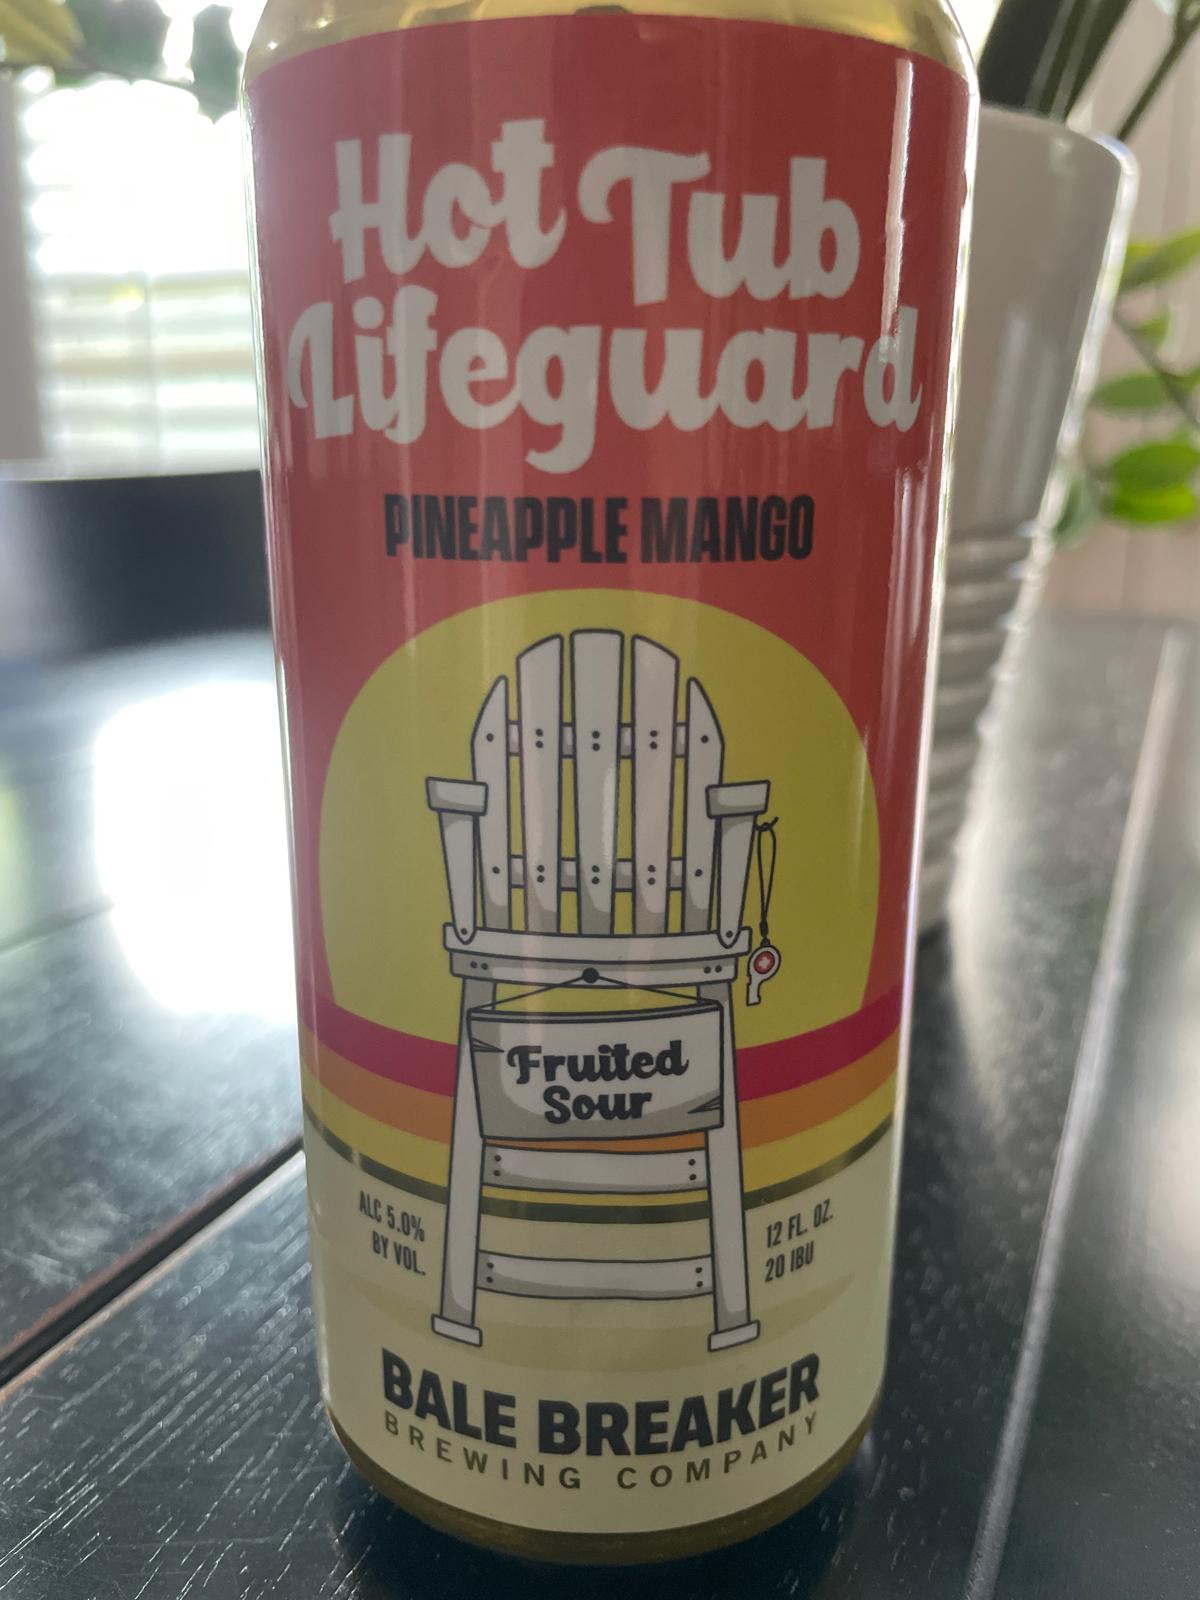 Hot Tub
Lifeguard
PINEAPPLE MANGO
Fruited
Sour
ALC 5.0%
BY VOL.
12 FL. OZ.
20 IBU
BALE BREAKER
BREWING COMPANY